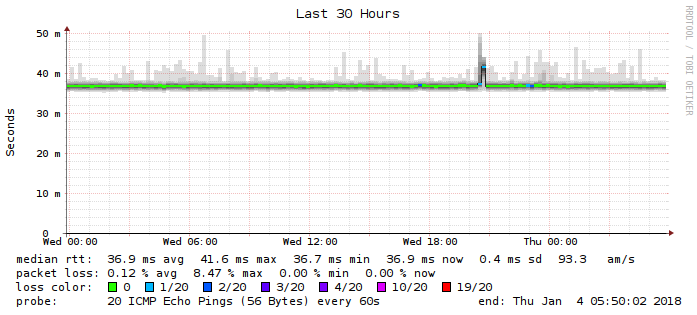 Last 30 Hours
RRDTOOL / TOBI OETIKER
Seconds
50 m
40 m
30 m
20 m
10 m
0
Wed 00:00 Wed 06:00 Wed 12:00 Wed 18:00 Thu 00:00
median rtt: 36.9 ms avg 41.6 ms max 36.7 ms min 36.9 ms now 0.4 ms sd 93.3 am/s
packet loss: 0.12 % avg 8.47 % max 0.00 % min 0.00 % now
loss color: 0 1/20 2/20 3/20 4/20 10/20 19/20
probe: 20 ICMP Echo Pings (56 Bytes) every 60s end: Thu Jan 4 05:50:02 2018